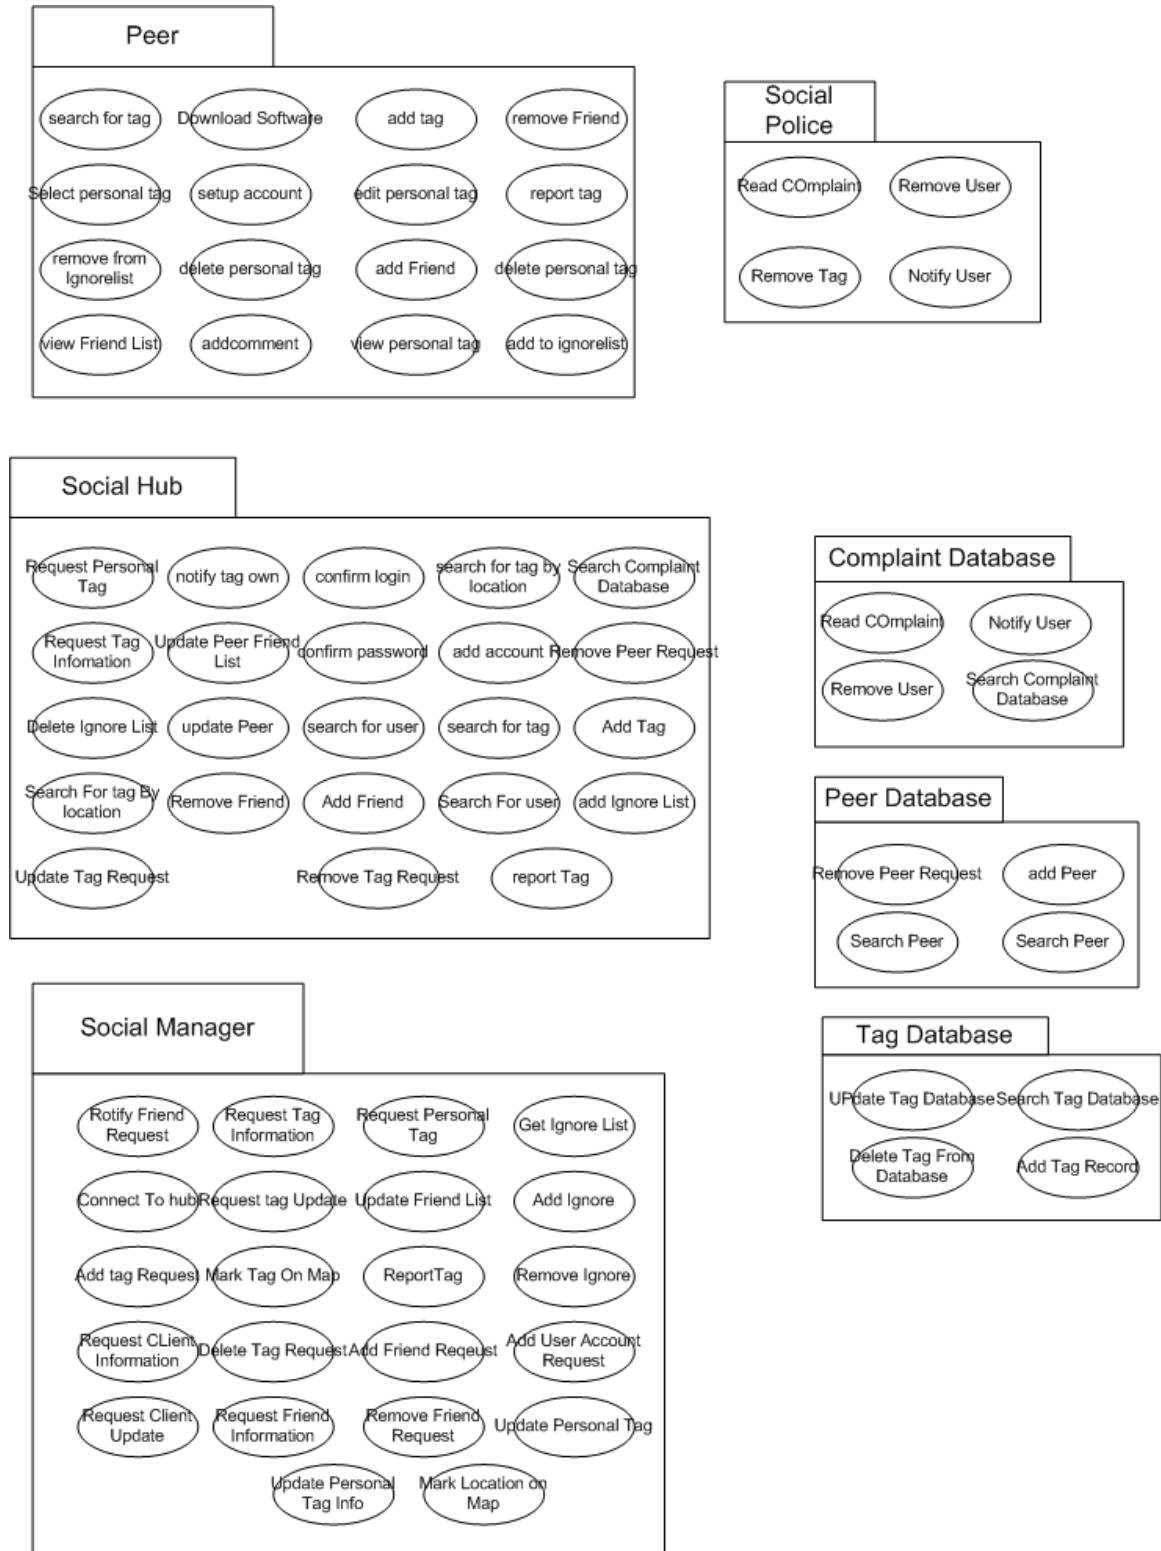 Peer
search for tag
Download Software
add tag
remove Friend
Select personal tag
setup account
edit personal tag
report tag
remove from
Ignorelist
delete personal tag
add Friend
delete personal tag
view Friend List
addcomment
view personal tag
add to ignorelist
Social
Police
Read COmplaint
Remove User
Remove Tag
Notify User
Social Hub
Request Personal
Tag
notify tag own
confirm login
search for tag by
location
Search Complaint
Database
Request Tag
Infomation
Update Peer Friend
List
confirm password
add account
Remove Peer Request
Delete Ignore List
update Peer
search for user
search for tag
Add Tag
Search For tag By
location
Remove Friend
Add Friend
Search For user
add Ignore List
Update Tag Request
Remove Tag Request
report Tag
Complaint Database
Read COmplaint
Notify User
Remove User
Search Complaint
Database
Peer Database
Remove Peer Request
add Peer
Search Peer
Search Peer
Tag Database
UPdate Tag Database
Search Tag Database
Delete Tag From
Database
Add Tag Record
Social Manager
Rotify Friend
Request
Request Tag
Information
Request Personal
Tag
Get Ignore List
Connect To hub
Request tag Update
Update Friend List
Add Ignore
Add tag Request
Mark Tag On Map
ReportTag
Remove Ignore
Request CLient
Information
Delete Tag Request
Add Friend Reqeust
Add User Account
Request
Request Client
Update
Request Friend
Information
Remove Friend
Request
Update Personal Tag
Update Personal
Tag Info
Mark Location on
Map